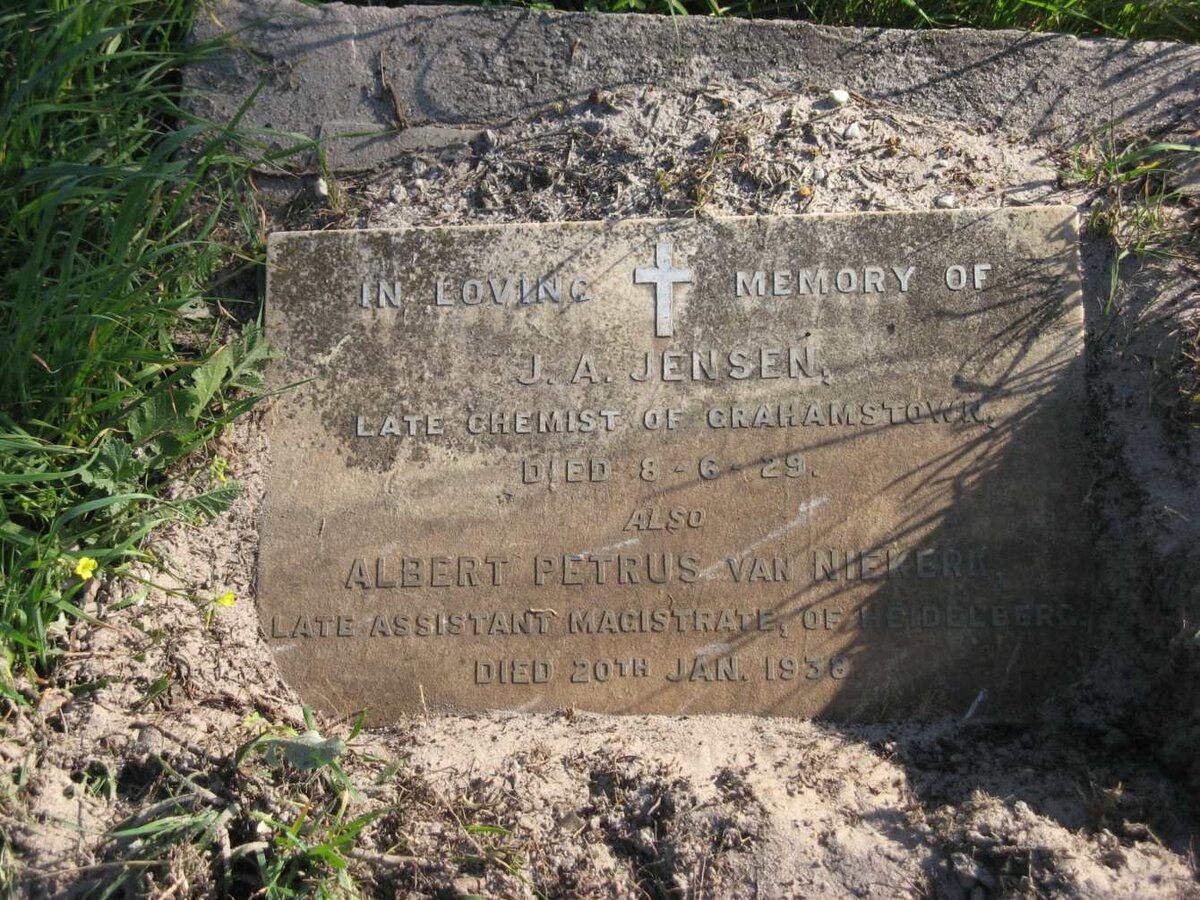 IN LOVING MEMORY OF
J. A. JENSEN,
LATE CHEMIST OF GRAHAMSTOWN,
DIED 8-6-29.
ALSO
ALBERT PETRUS VAN NIEKERK,
LATE ASSISTANT MAGISTRATE, OF HEIDELBERG.
DIED 20TH JAN. 1938